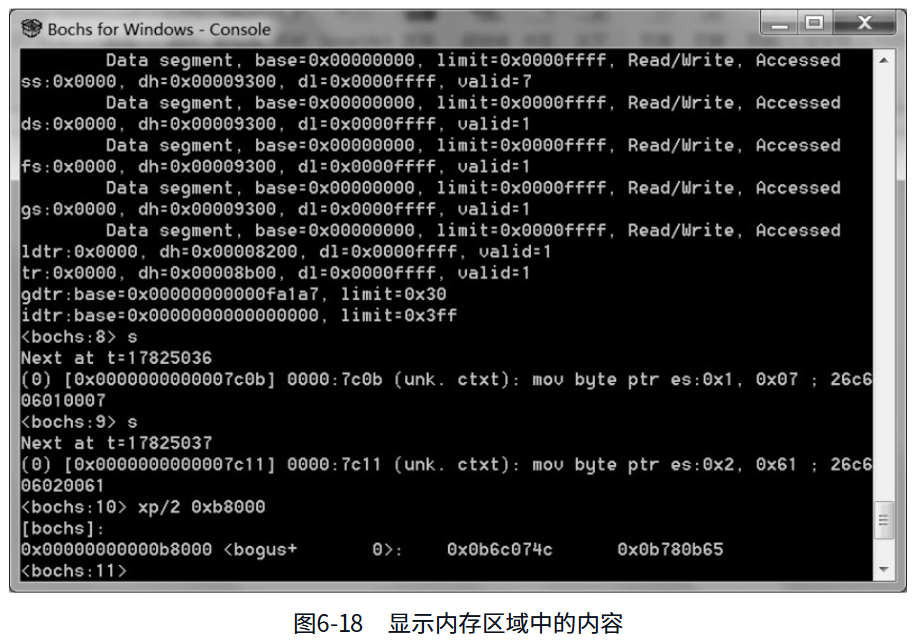 Bochs for Windows - Console
Data segment, base=0x00000000, limit=0x0000ffff, Read/Write, Accessed
ss:0x0000, dh=0x00009300, dl=0x0000ffff, valid=7
Data segment, base=0x00000000, limit=0x0000ffff, Read/Write, Accessed
ds:0x0000, dh=0x00009300, dl=0x0000ffff, valid=1
Data segment, base=0x00000000, limit=0x0000ffff, Read/Write, Accessed
fs:0x0000, dh=0x00009300, dl=0x0000ffff, valid=1
Data segment, base=0x00000000, limit=0x0000ffff, Read/Write, Accessed
gs:0x0000, dh=0x00009300, dl=0x0000ffff, valid=1
Data segment, base=0x00000000, limit=0x0000ffff, Read/Write, Accessed
ldtr:0x0000, dh=0x00008200, dl=0x0000ffff, valid=1
tr:0x0000, dh=0x00008b00, dl=0x0000ffff, valid=1
gdtr:base=0x00000000000fa1a7, limit=0x30
idtr:base=0x0000000000000000, limit=0x3ff
<bochs:8> s
Next at t=17825036
(0) [0x0000000000007c0b] 0000:7c0b (unk. ctxt): mov byte ptr es:0x1, 0x07 ; 26c6
06010007
<bochs:9> s
Next at t=17825037
(0) [0x0000000000007c11] 0000:7c11 (unk. ctxt): mov byte ptr es:0x2, 0x61 ; 26c6
06020061
<bochs:10> xp/2 0xb8000
[bochs]:
0x00000000000b8000 <bogus+ 0>: 0x0b6c074c 0x0b780b65
<bochs:11>
图6-18 显示内存区域中的内容